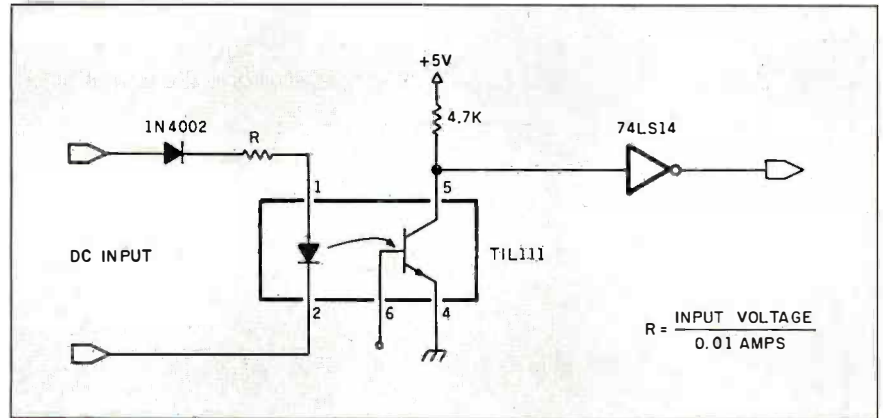 +5V
4.7K
1N4002
R
74LS14
1
5
DC INPUT
TIL111
2
6
4
R = INPUT VOLTAGE
0.01 AMPS